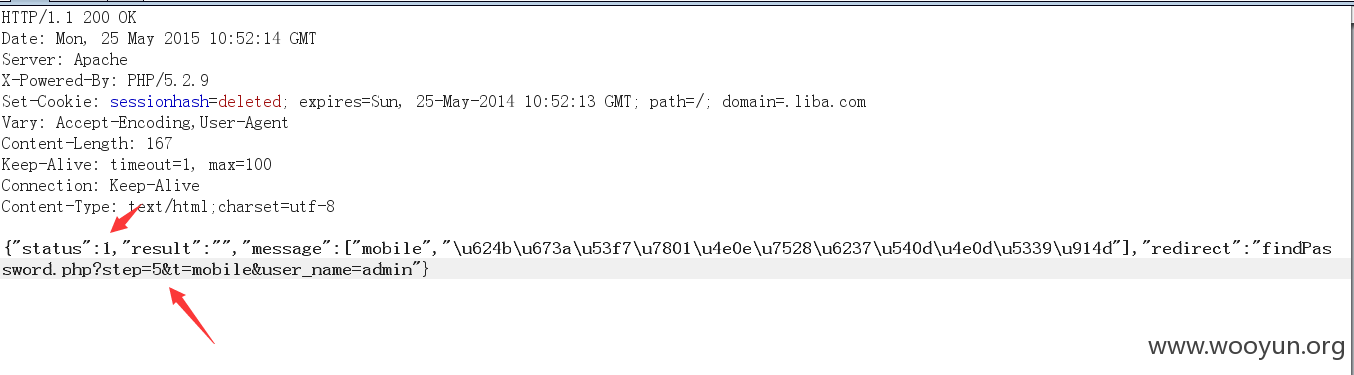 HTTP/1.1 200 OK
Date: Mon, 25 May 2015 10:52:14 GMT
Server: Apache
X-Powered-By: PHP/5.2.9
Set-Cookie: sessionhash=deleted; expires=Sun, 25-May-2014 10:52:13 GMT; path=/; domain=.liba.com
Vary: Accept-Encoding,User-Agent
Content-Length: 167
Keep-Alive: timeout=1, max=100
Connection: Keep-Alive
Content-Type: text/html;charset=utf-8
{"status":1,"result":"","message":["mobile","\u624b\u673a\u53f7\u7801\u4e0e\u7528\u6237\u540d\u4e0d\u5339\u914d"],"redirect":"findPas
sword.php?step=5&t=mobile&user_name=admin"}
www.wooyun.org